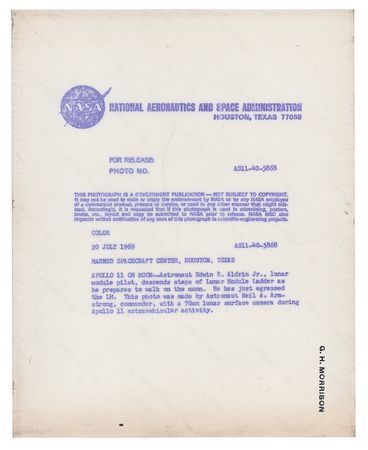 NASA
NATIONAL AERONAUTICS AND SPACE ADMINISTRATION
HOUSTON, TEXAS 77058
FOR RELEASE:
PHOTO NO. AS11-40-5868
THIS PHOTOGRAPH IS A GOVERNMENT PUBLICATION — NOT SUBJECT TO COPYRIGHT.
It may not be used to state or imply the endorsement by NASA or by any NASA employee
of a commercial product, process or service, or used in any other manner that might mis-
lead. Accordingly, it is requested that if this photograph is used in advertising, posters,
books, etc., layout and copy be submitted to NASA prior to release. NASA MSC also
requests written notification of any uses of this photograph in scientific-engineering projects.
COLOR
20 JULY 1969 AS11-40-5868
MANNED SPACECRAFT CENTER, HOUSTON, TEXAS
APOLLO 11 ON MOON--Astronaut Edwin E. Aldrin Jr., lunar
module pilot, descends steps of Lunar Module ladder as
he prepares to walk on the moon. He has just egressed
the LM. This photo was made by Astronaut Neil A. Arm-
strong, commander, with a 70mm lunar surface camera during
Apollo 11 extravehicular activity.
G. H. MORRISON